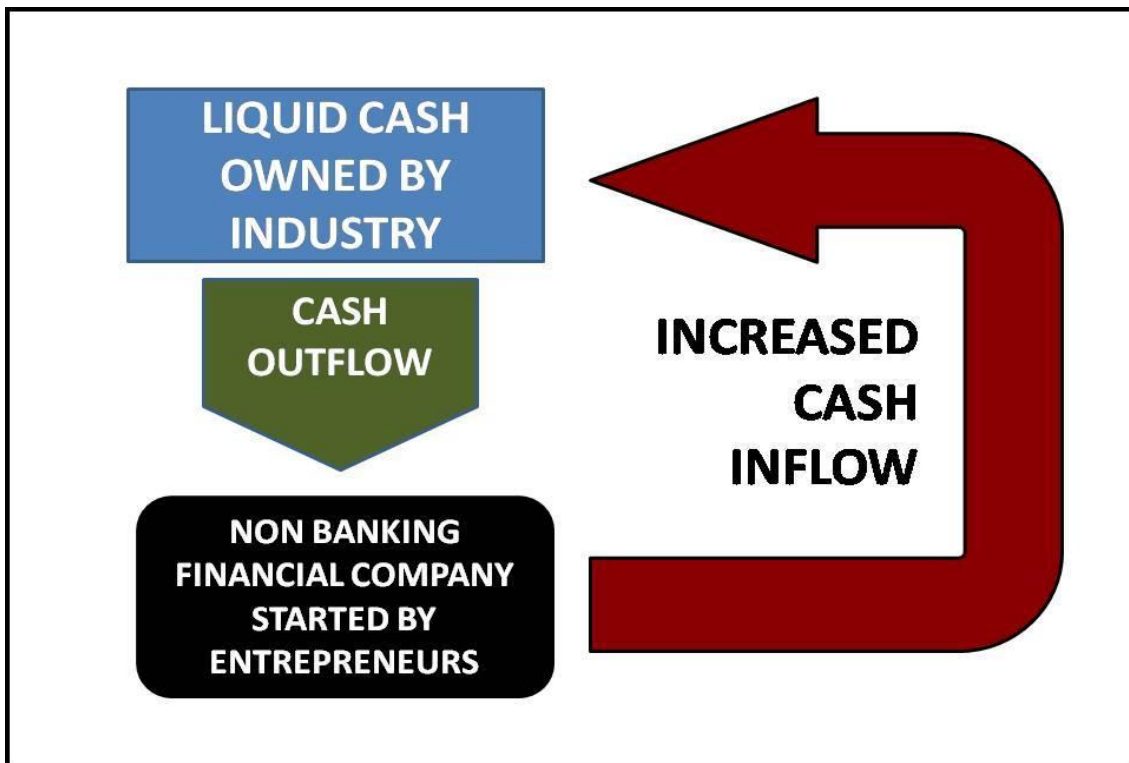 LIQUID CASH
OWNED BY
INDUSTRY
CASH
OUTFLOW
NON BANKING
FINANCIAL COMPANY
STARTED BY
ENTREPRENEURS
INCREASED
CASH
INFLOW